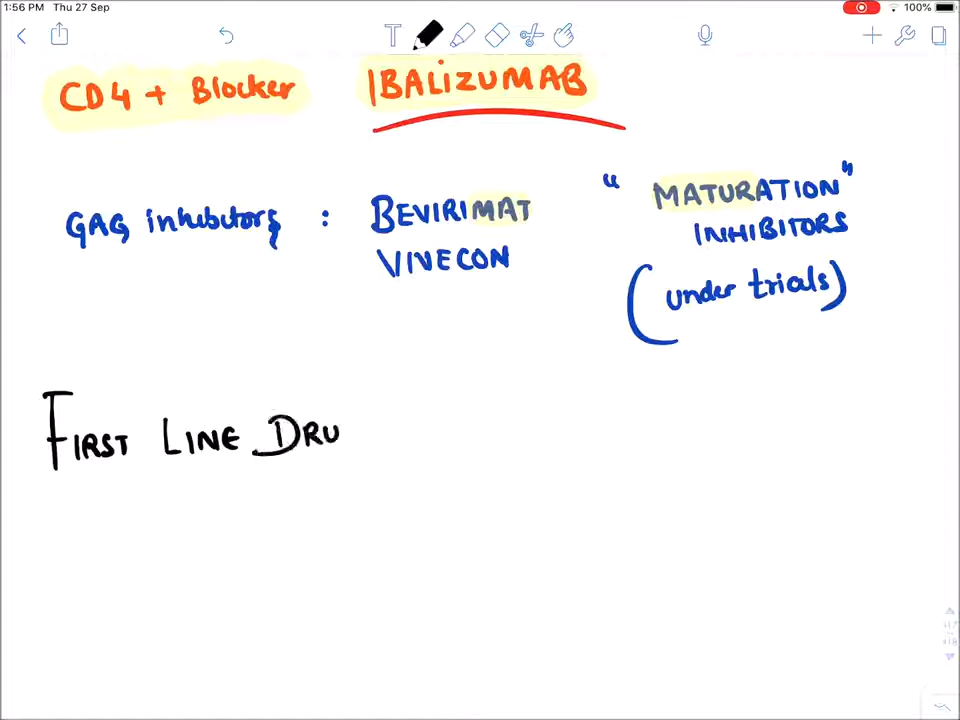 1:56 PM Thu 27 Sep 100%
T
CD4 + Blocker IBALIZUMAB
GAG inhibitors : BEVIRIMAT " MATURATION "
VIVECON INHIBITORS
(under trials)
FIRST LINE DRU